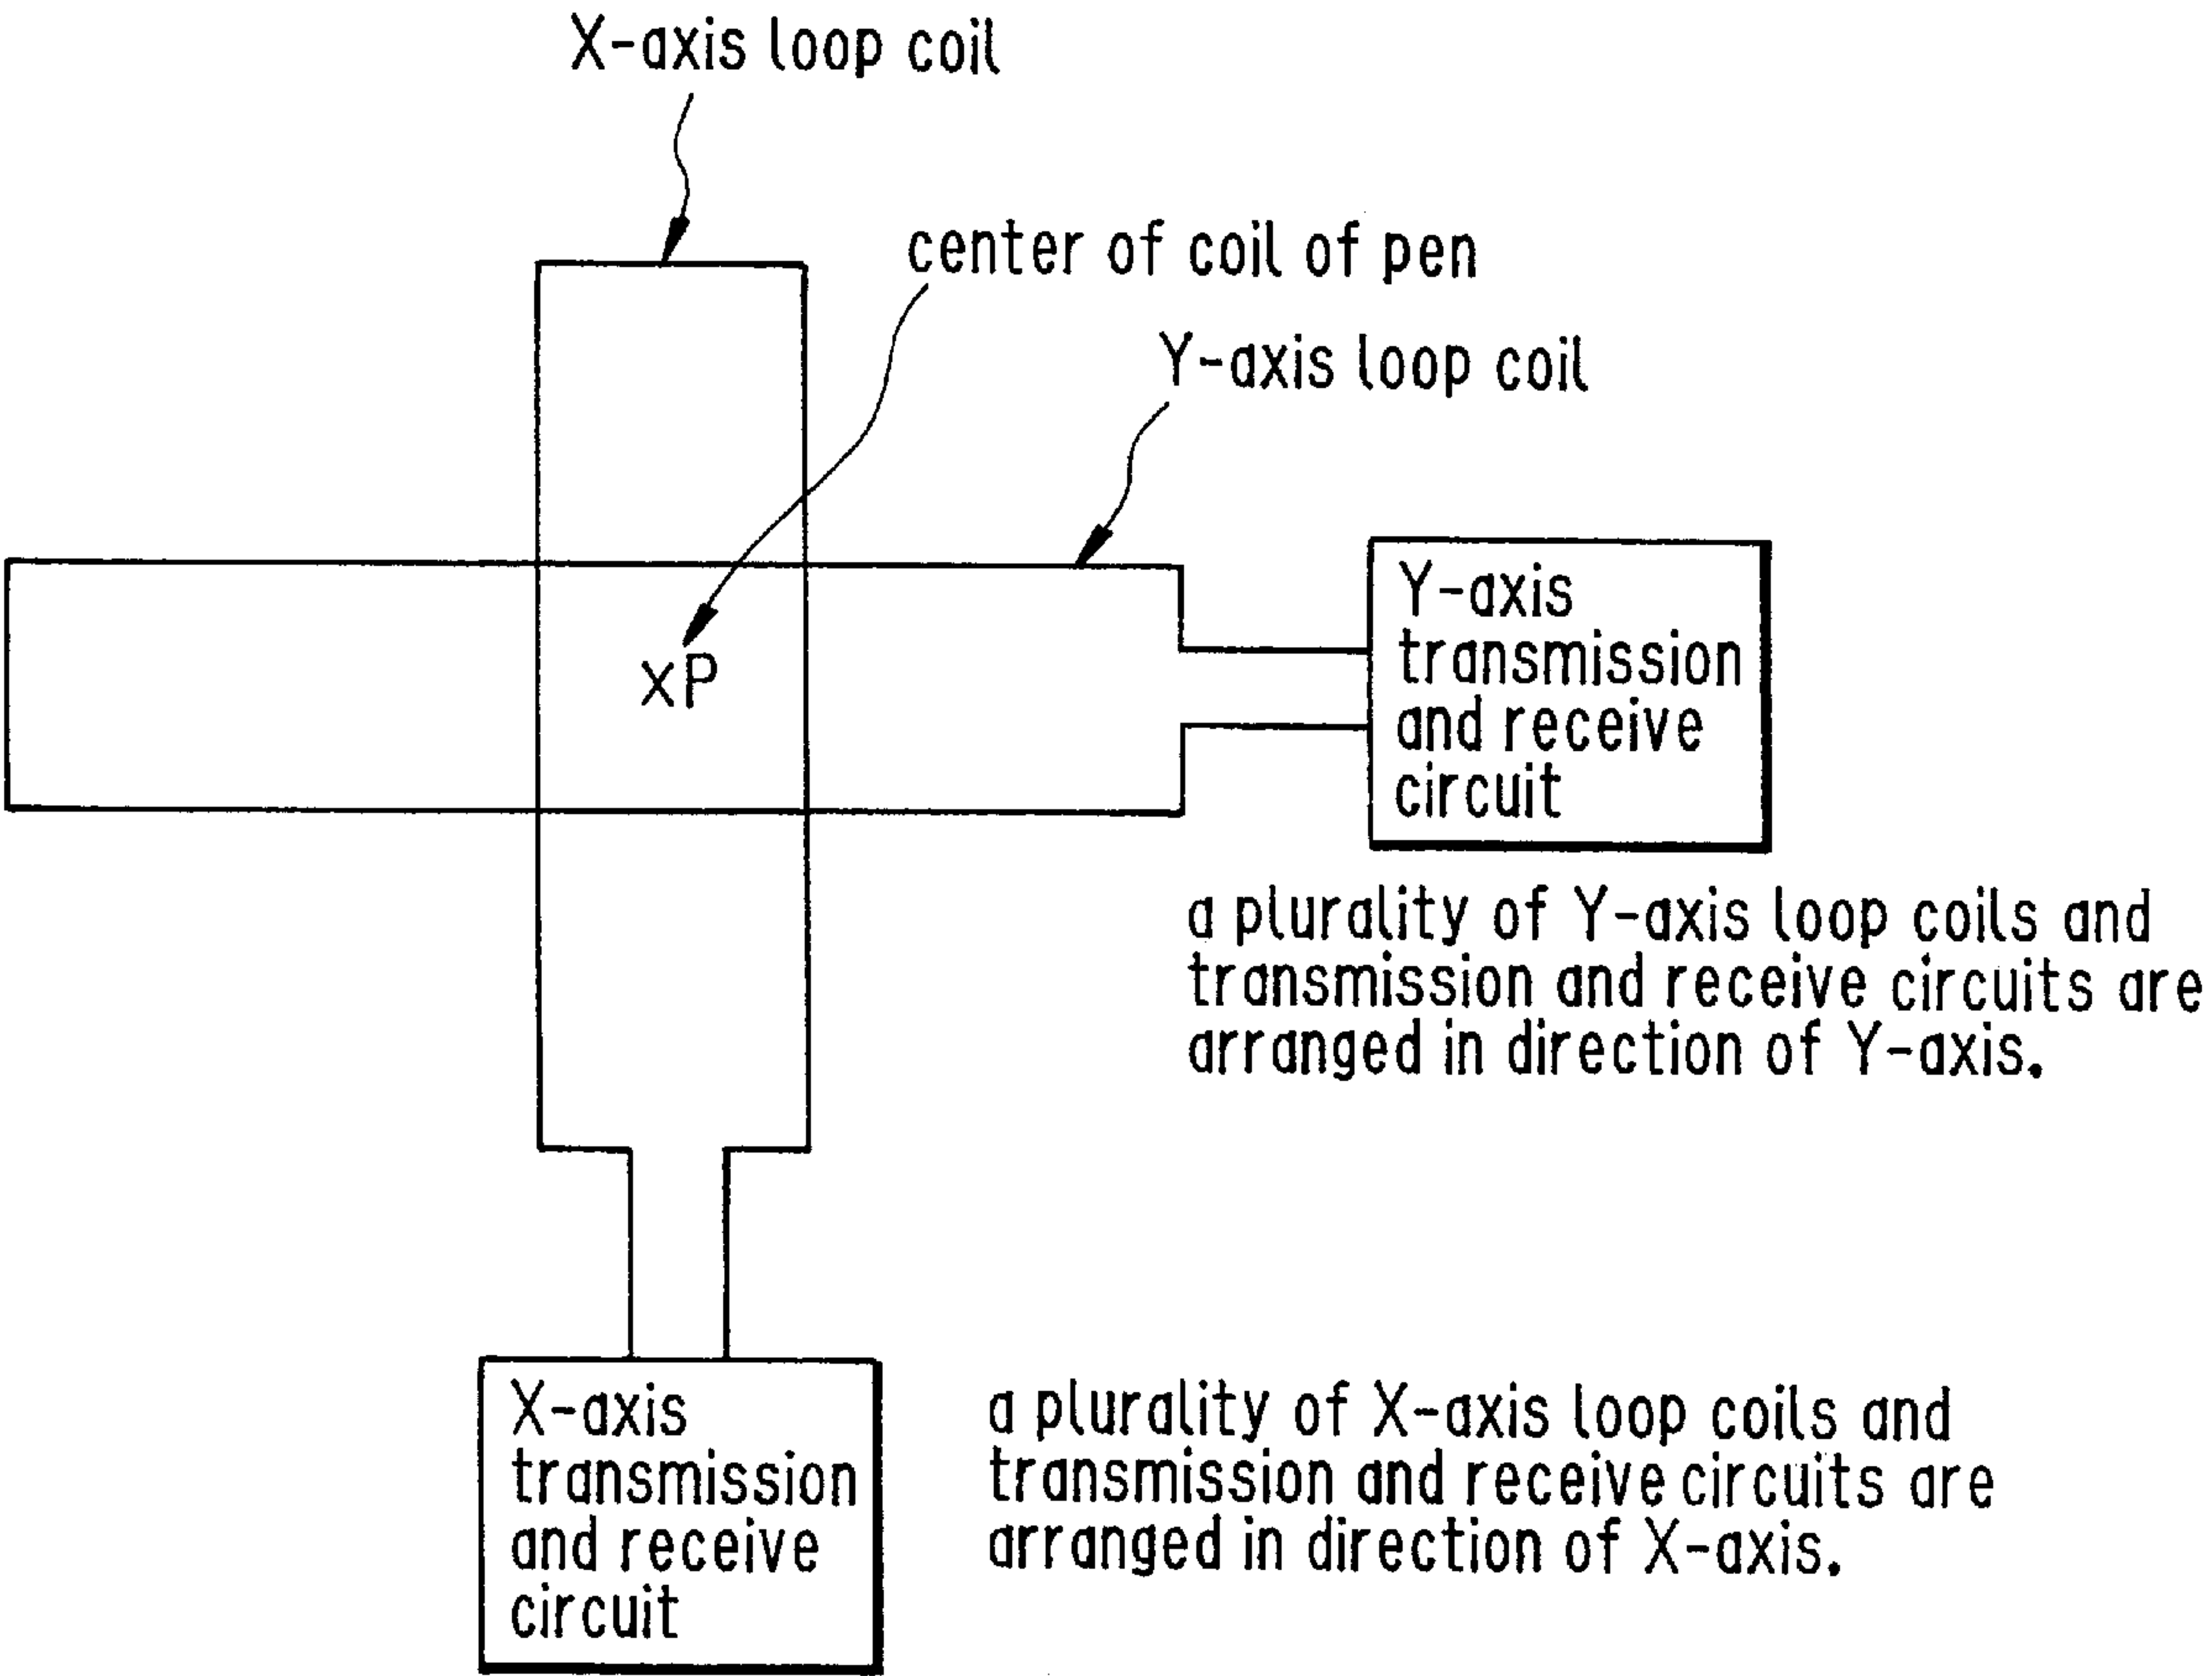 X-axis loop coil
center of coil of pen
Y-axis loop coil
xP
Y-axis
transmission
and receive
circuit
a plurality of Y-axis loop coils and
transmission and receive circuits are
arranged in direction of Y-axis.
X-axis
transmission
and receive
circuit
a plurality of X-axis loop coils and
transmission and receive circuits are
arranged in direction of X-axis.